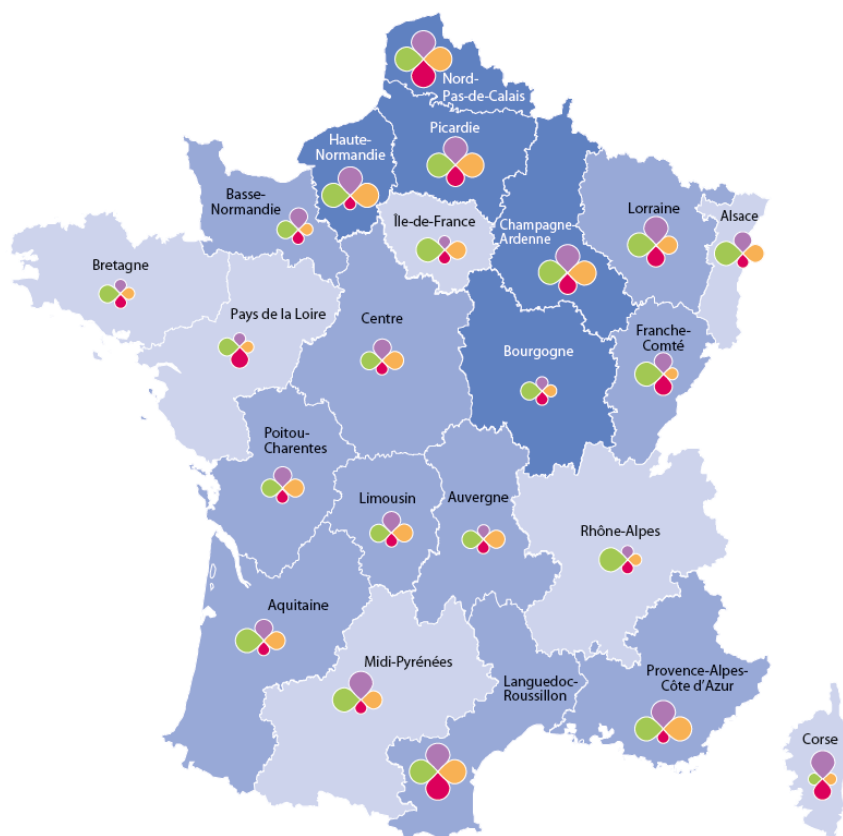 Nord-
Pas-de-Calais
Picardie
Haute-
Normandie
Basse-
Normandie
Île-de-France
Champagne-
Ardenne
Lorraine
Alsace
Bretagne
Pays de la Loire
Centre
Bourgogne
Franche-
Comté
Poitou-
Charentes
Limousin
Auvergne
Rhône-Alpes
Aquitaine
Midi-Pyrénées
Languedoc-
Roussillon
Provence-Alpes-
Côte d'Azur
Corse